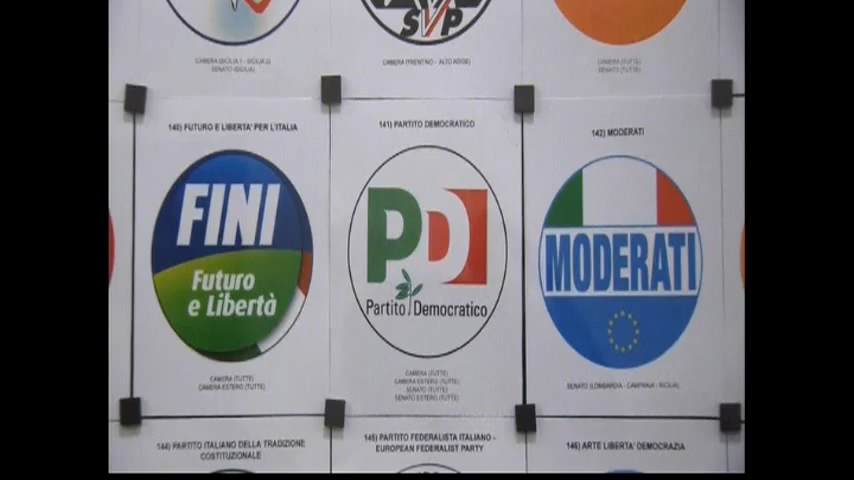 SVP
CAMERA (SICILIA 1 - SICILIA 2)
SENATO (SICILIA)
CAMERA (TRENTINO - ALTO ADIGE)
CAMERA (TUTTE)
SENATO (TUTTE)
140) FUTURO E LIBERTA' PER L'ITALIA
FINI
Futuro
e Libertà
CAMERA (TUTTE)
CAMERA ESTERO (TUTTE)
141) PARTITO DEMOCRATICO
PD
Partito Democratico
CAMERA (TUTTE)
CAMERA ESTERO (TUTTE)
SENATO (TUTTE)
SENATO ESTERO (TUTTE)
142) MODERATI
MODERATI
SENATO (LOMBARDIA - CAMPANIA - SICILIA)
144) PARTITO ITALIANO DELLA TRADIZIONE
COSTITUZIONALE
145) PARTITO FEDERALISTA ITALIANO -
EUROPEAN FEDERALIST PARTY
146) ARTE LIBERTA' DEMOCRAZIA